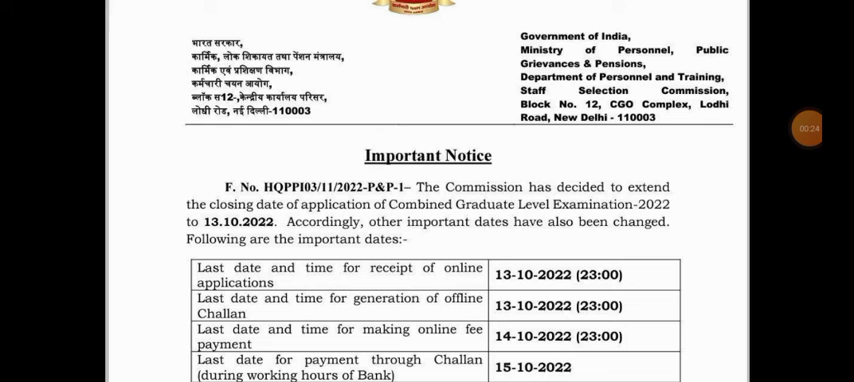 भारत सरकार,
कार्मिक, लोक शिकायत तथा पेंशन मंत्रालय,
कार्मिक एवं प्रशिक्षण विभाग,
कर्मचारी चयन आयोग,
ब्लॉक स12-,केन्द्रीय कार्यालय परिसर,
लोधी रोड, नई दिल्ली-110003
Government of India,
Ministry of Personnel, Public
Grievances & Pensions,
Department of Personnel and Training,
Staff Selection Commission,
Block No. 12, CGO Complex, Lodhi
Road, New Delhi - 110003
00:24
Important Notice
F. No. HQPPI03/11/2022-P&P-1– The Commission has decided to extend
the closing date of application of Combined Graduate Level Examination-2022
to 13.10.2022. Accordingly, other important dates have also been changed.
Following are the important dates:-
Last date and time for receipt of online
applications
13-10-2022 (23:00)
Last date and time for generation of offline
Challan
13-10-2022 (23:00)
Last date and time for making online fee
payment
14-10-2022 (23:00)
Last date for payment through Challan
(during working hours of Bank)
15-10-2022